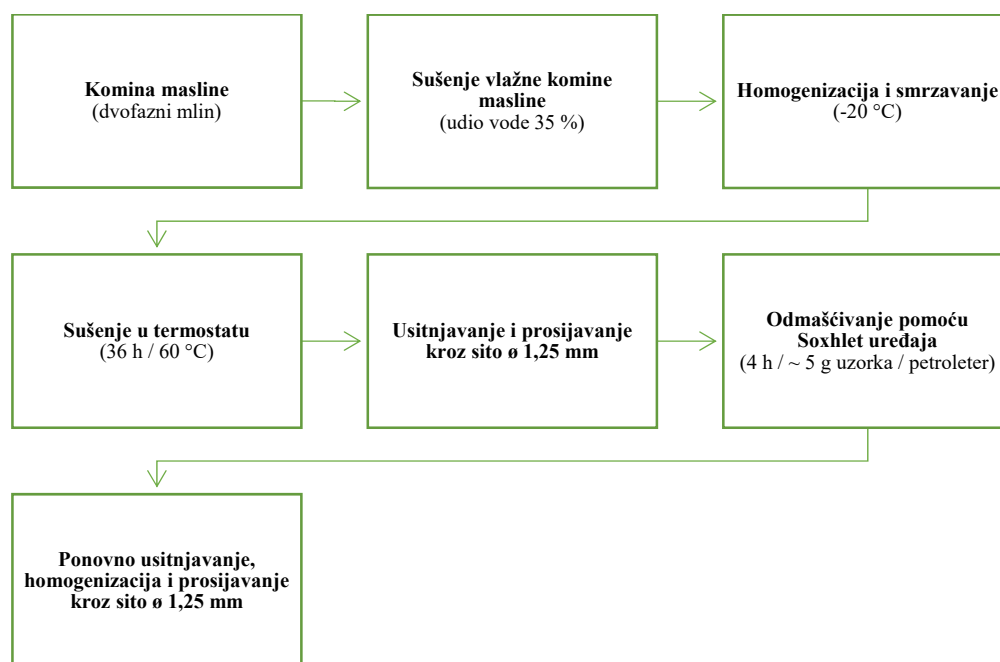 Komina masline
(dvofazni mlin)
Sušenje vlažne komine
masline
(udio vode 35 %)
Homogenizacija i smrzavanje
(-20 °C)
Sušenje u termostatu
(36 h / 60 °C)
Usitnjavanje i prosijavanje
kroz sito ø 1,25 mm
Odmašćivanje pomoću
Soxhlet uređaja
(4 h / ~ 5 g uzorka / petroleter)
Ponovno usitnjavanje,
homogenizacija i prosijavanje
kroz sito ø 1,25 mm